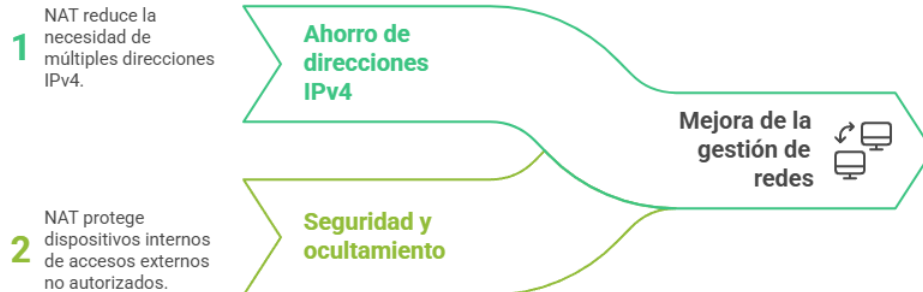 1
NAT reduce la
necesidad de
múltiples direcciones
IPv4.
Ahorro de
direcciones
IPv4
Mejora de la
gestión de
redes
2
NAT protege
dispositivos internos
de accesos externos
no autorizados.
Seguridad y
ocultamiento